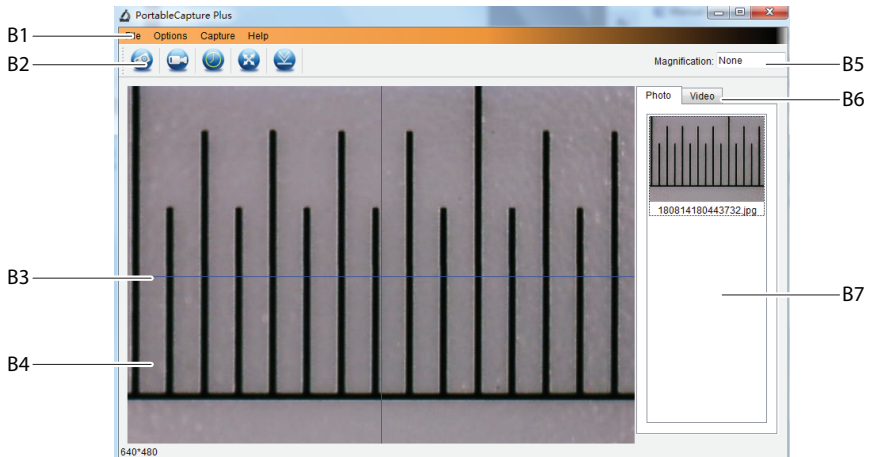 PortableCapture Plus
B1
File Options Capture Help
B2
Magnification: None
B5
Photo Video
B6
180814180443732.jpg
B3
B7
B4
640*480